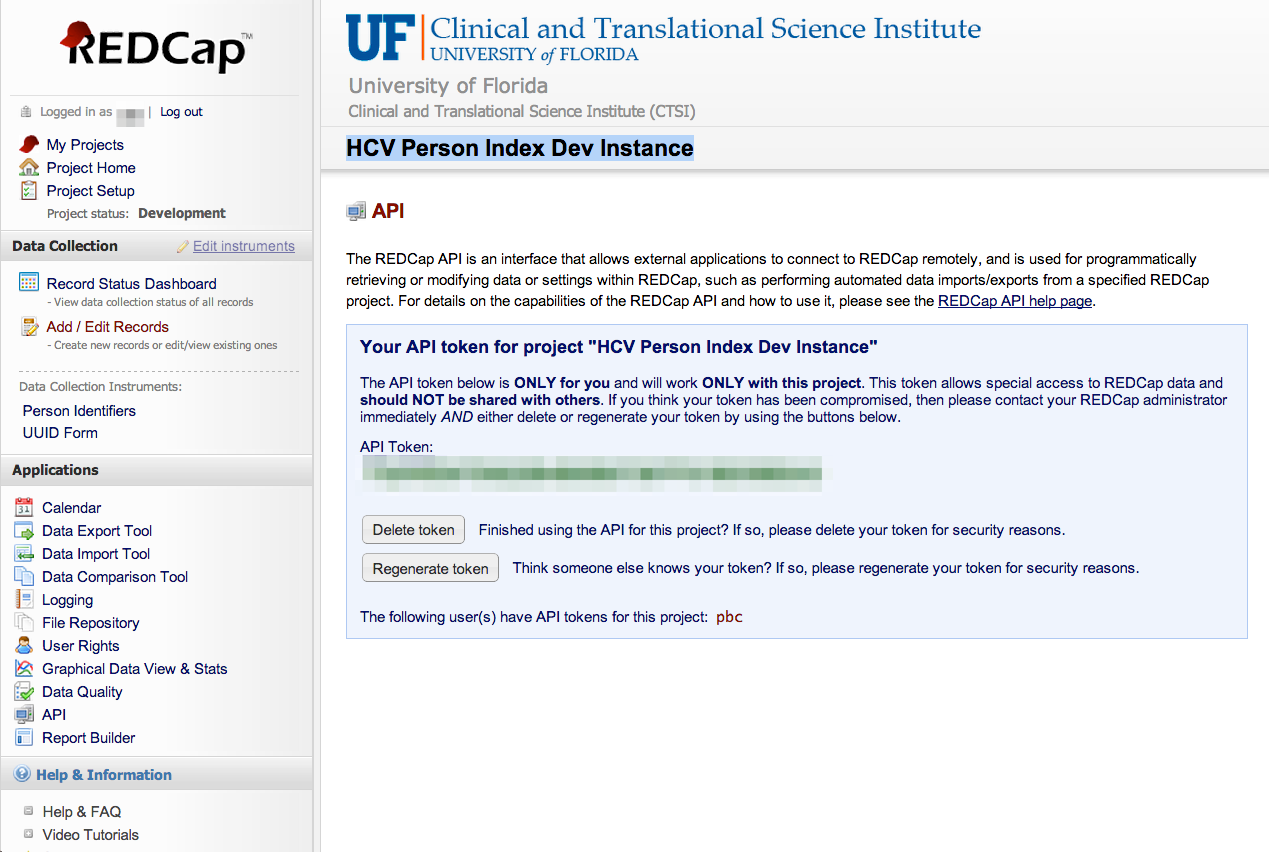 REDCap™
Logged in as | Log out
My Projects
Project Home
Project Setup
Project status: Development
Data Collection Edit instruments
Record Status Dashboard
- View data collection status of all records
Add / Edit Records
- Create new records or edit/view existing ones
Data Collection Instruments:
Person Identifiers
UUID Form
Applications
31 Calendar
Data Export Tool
Data Import Tool
Data Comparison Tool
Logging
File Repository
User Rights
Graphical Data View & Stats
Data Quality
API
Report Builder
? Help & Information
Help & FAQ
Video Tutorials
UF Clinical and Translational Science Institute
UNIVERSITY of FLORIDA
University of Florida
Clinical and Translational Science Institute (CTSI)
HCV Person Index Dev Instance
API
The REDCap API is an interface that allows external applications to connect to REDCap remotely, and is used for programmatically
retrieving or modifying data or settings within REDCap, such as performing automated data imports/exports from a specified REDCap
project. For details on the capabilities of the REDCap API and how to use it, please see the REDCap API help page.
Your API token for project "HCV Person Index Dev Instance"
The API token below is ONLY for you and will work ONLY with this project. This token allows special access to REDCap data and
should NOT be shared with others. If you think your token has been compromised, then please contact your REDCap administrator
immediately AND either delete or regenerate your token by using the buttons below.
API Token:
Delete token Finished using the API for this project? If so, please delete your token for security reasons.
Regenerate token Think someone else knows your token? If so, please regenerate your token for security reasons.
The following user(s) have API tokens for this project: pbc